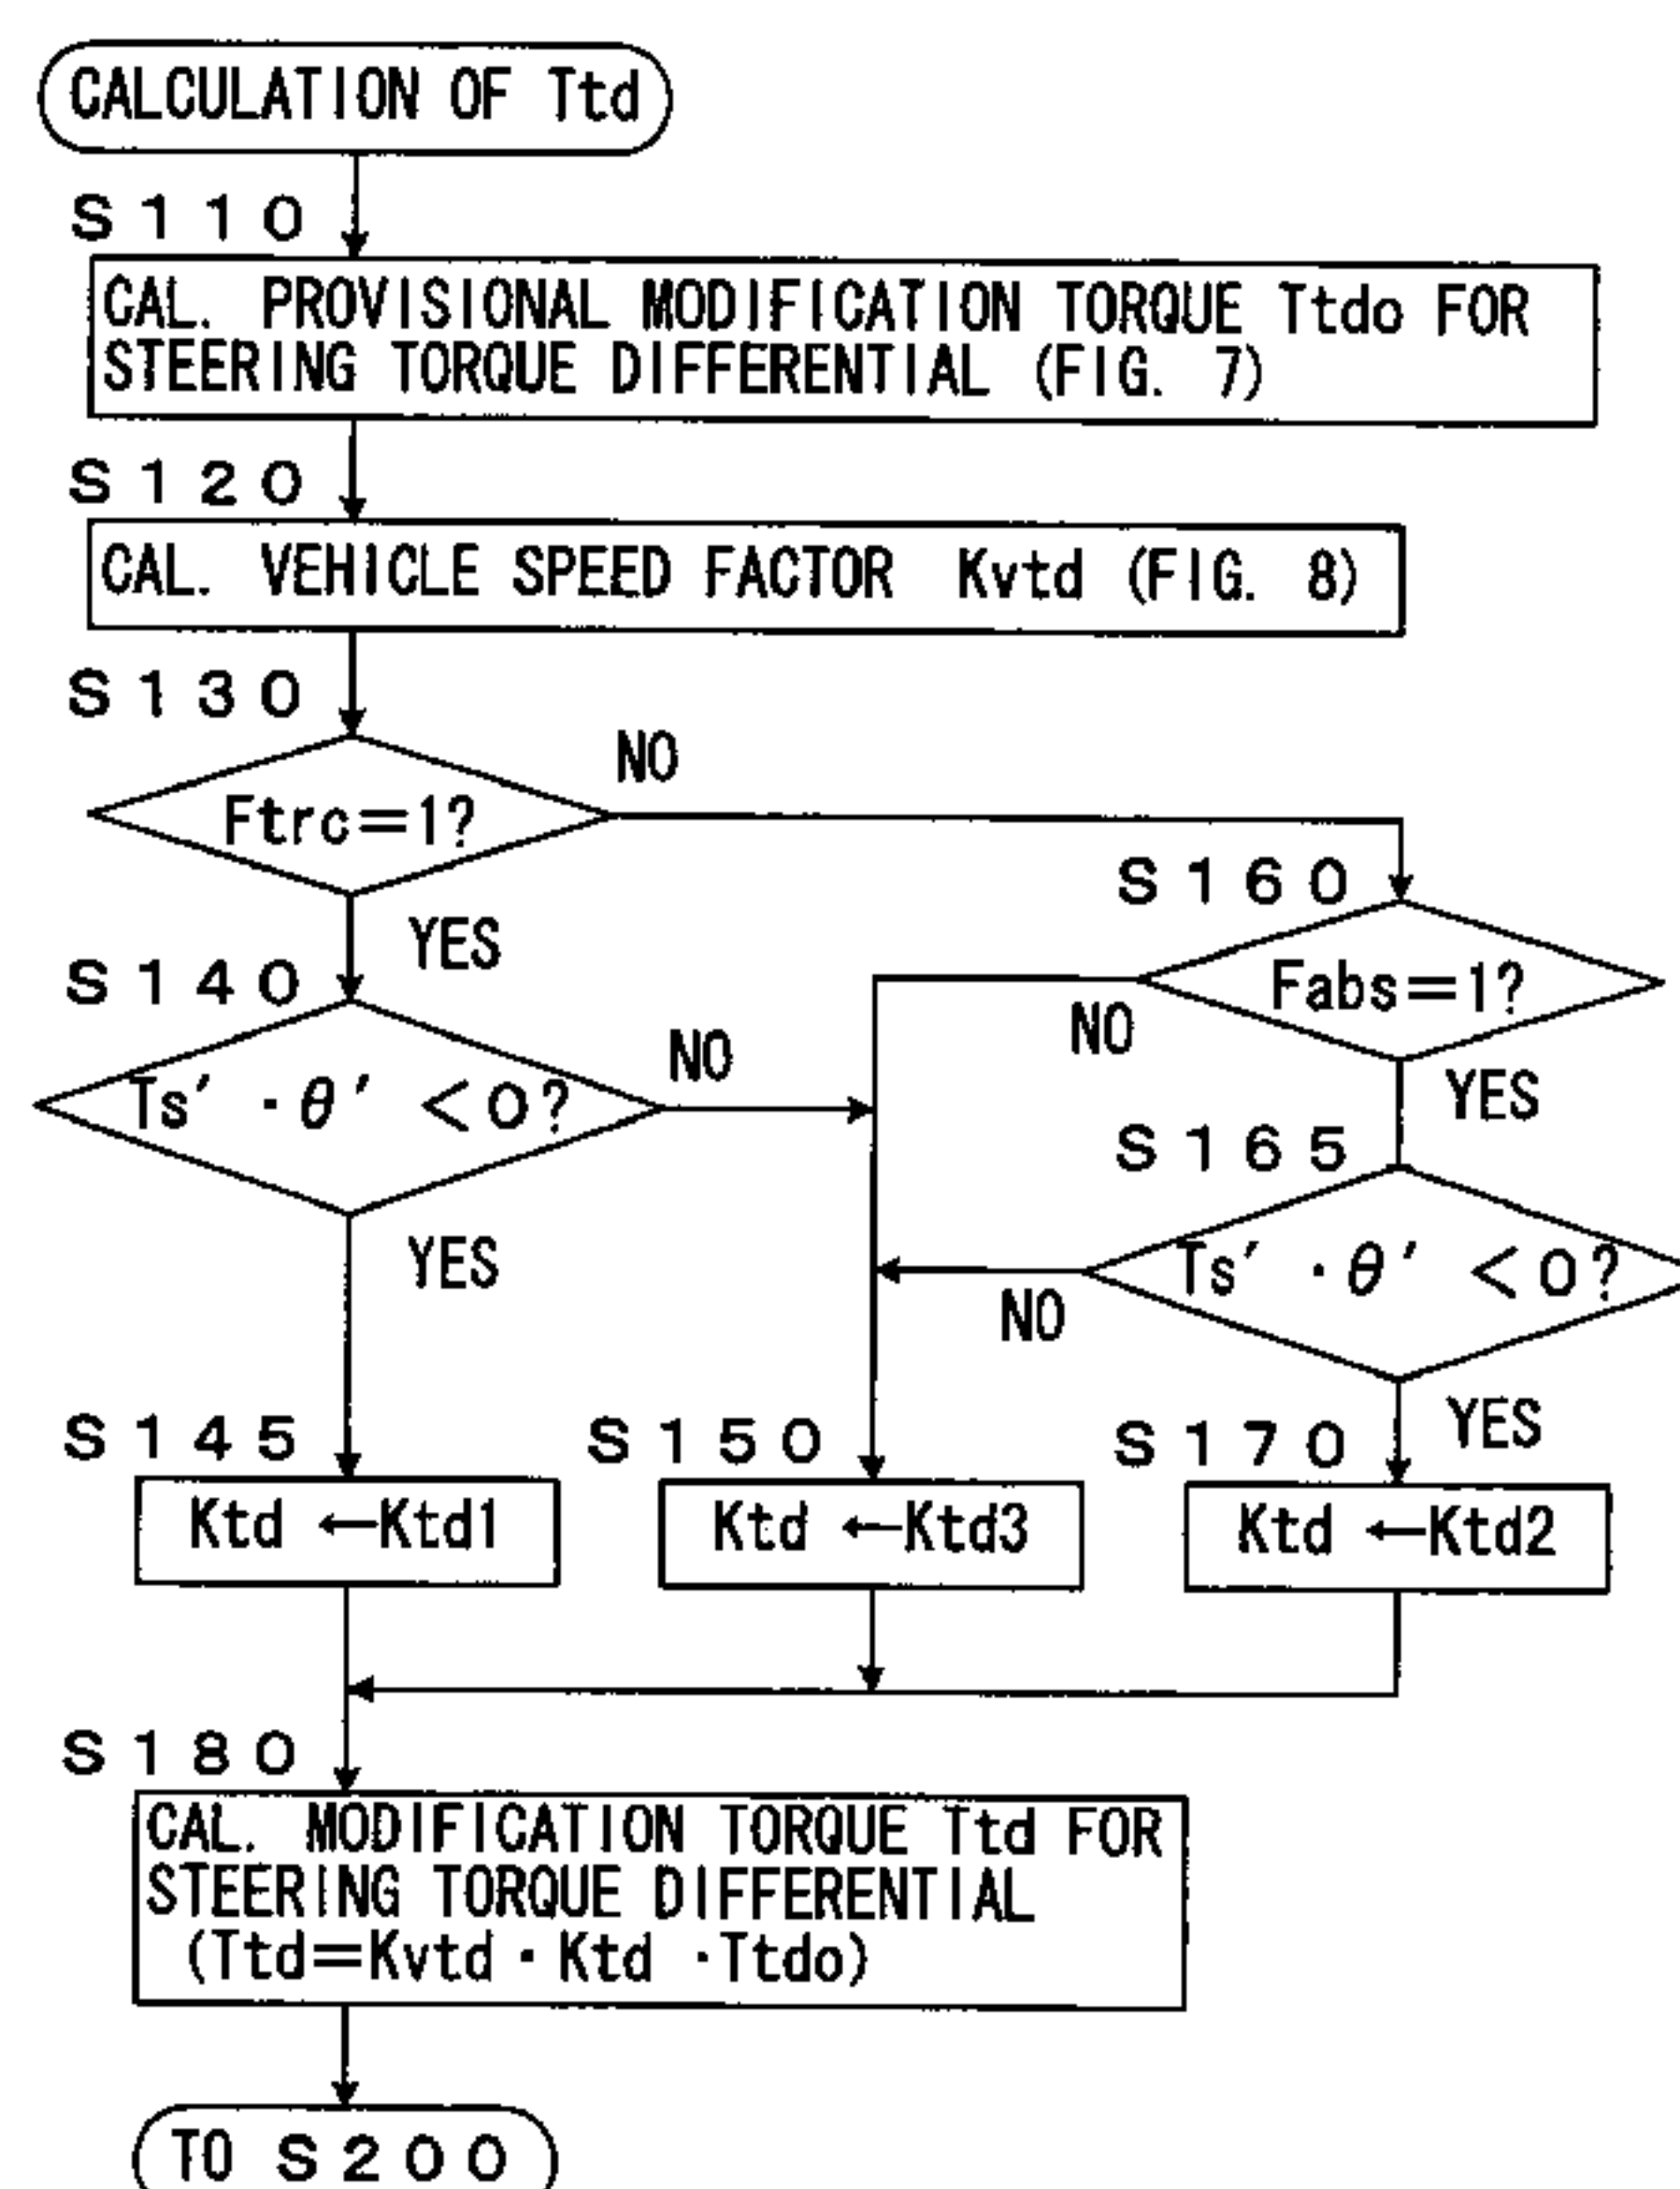 CALCULATION OF Ttd
S110
CAL. PROVISIONAL MODIFICATION TORQUE Ttdo FOR
STEERING TORQUE DIFFERENTIAL (FIG. 7)
S120
CAL. VEHICLE SPEED FACTOR Kvtd (FIG. 8)
S130
Ftrc=1?
NO
YES
S160
Fabs=1?
NO
YES
S140
Ts' · θ' <0?
NO
YES
S165
Ts' · θ' <0?
NO
YES
S145
Ktd ←Ktd1
S150
Ktd ←Ktd3
S170
Ktd ←Ktd2
S180
CAL. MODIFICATION TORQUE Ttd FOR
STEERING TORQUE DIFFERENTIAL
(Ttd=Kvtd · Ktd ·Ttdo)
TO S200